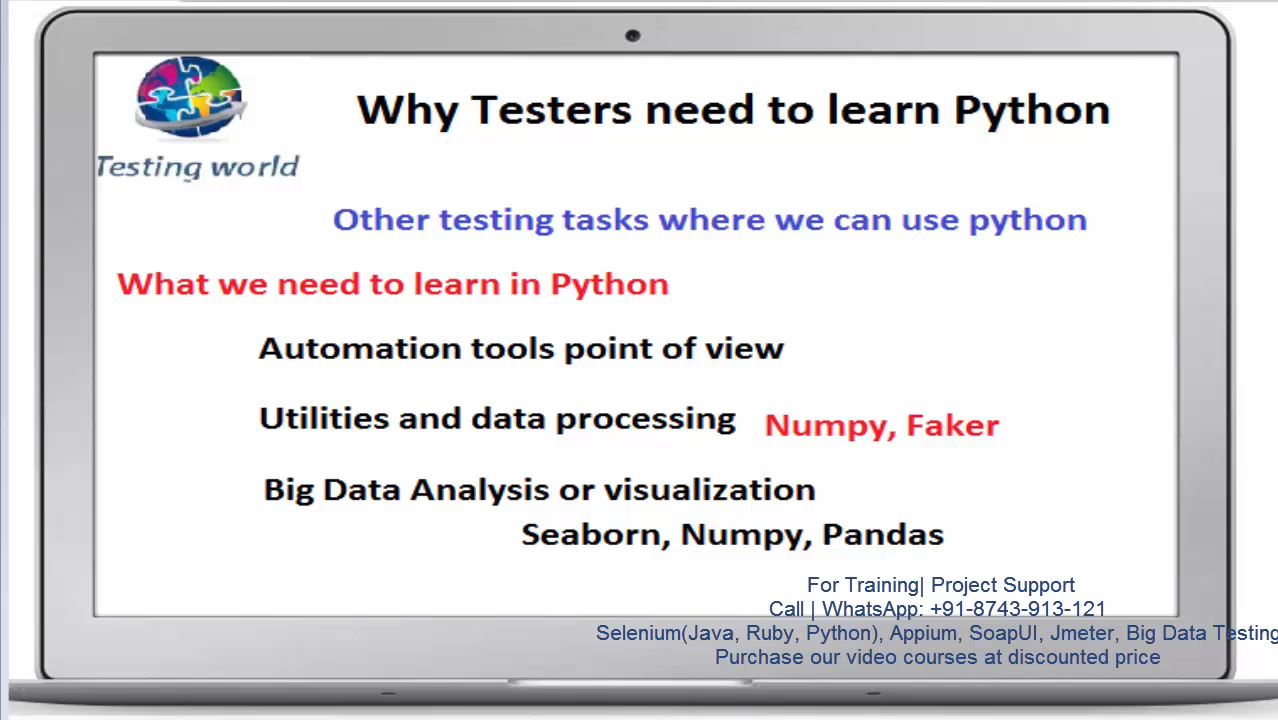 Why Testers need to learn Python
Testing world
Other testing tasks where we can use python
What we need to learn in Python
Automation tools point of view
Utilities and data processing
Numpy, Faker
Big Data Analysis or visualization
Seaborn, Numpy, Pandas
For Training| Project Support
Call | WhatsApp: +91-8743-913-121
Selenium(Java, Ruby, Python), Appium, SoapUI, Jmeter, Big Data Testing
Purchase our video courses at discounted price